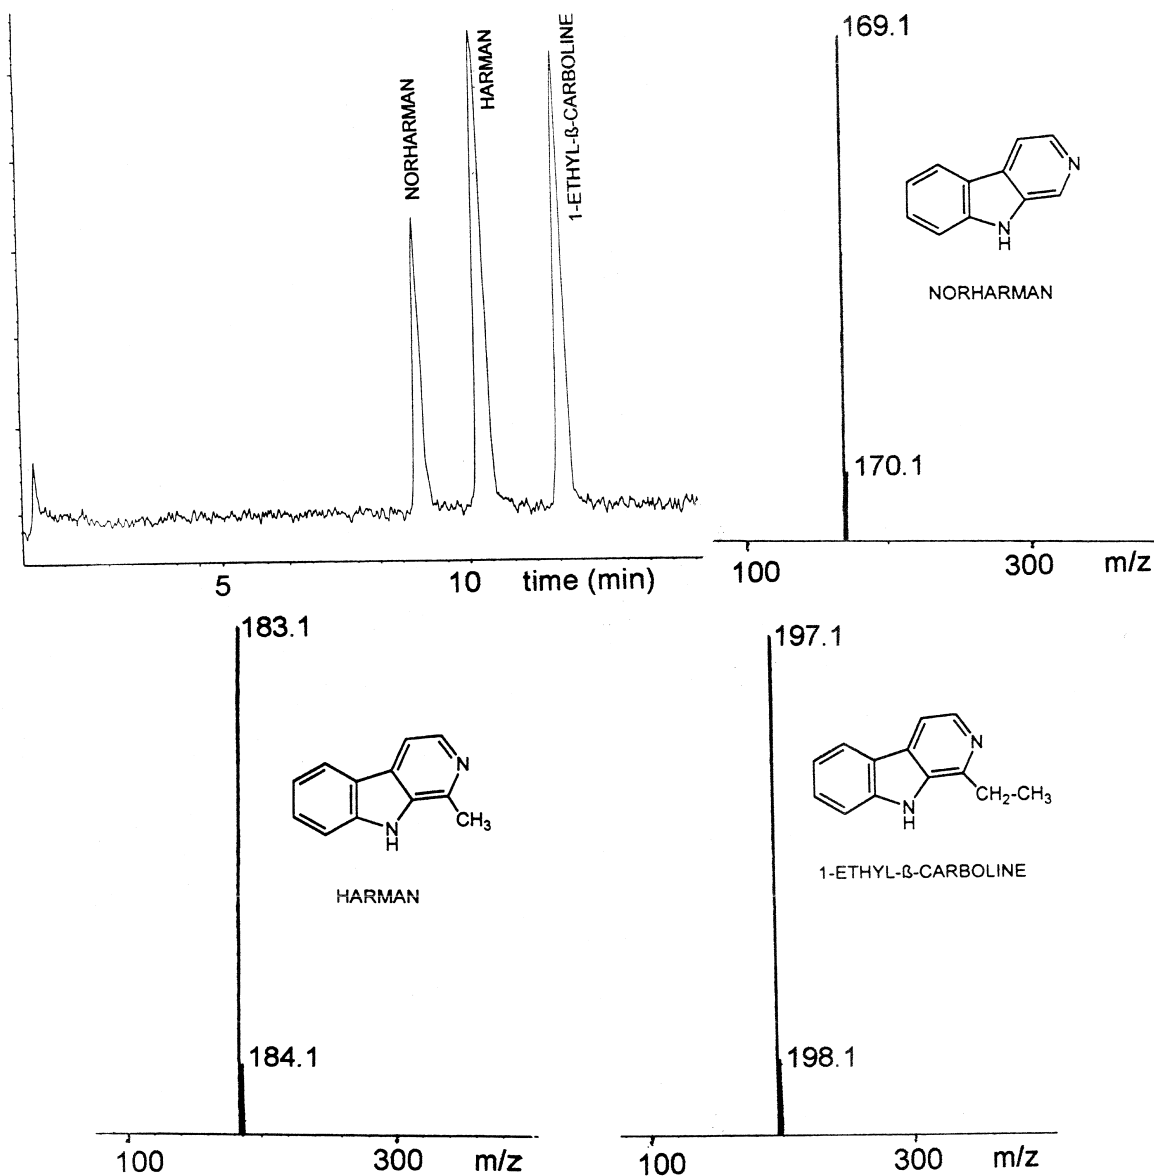 NORHARMAN
HARMAN
1-ETHYL-ß-CARBOLINE
5
10
time (min)
169.1
N
N
H
NORHARMAN
170.1
100
300
m/z
183.1
N
N
H
CH3
HARMAN
184.1
100
300
m/z
197.1
N
N
H
CH2-CH3
1-ETHYL-ß-CARBOLINE
198.1
100
300
m/z